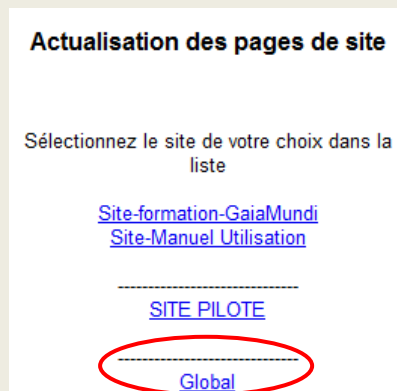 Actualisation des pages de site
Sélectionnez le site de votre choix dans la
liste
Site-formation-GaiaMundi
Site-Manuel Utilisation
------------------------------
SITE PILOTE
------------------------------
Global